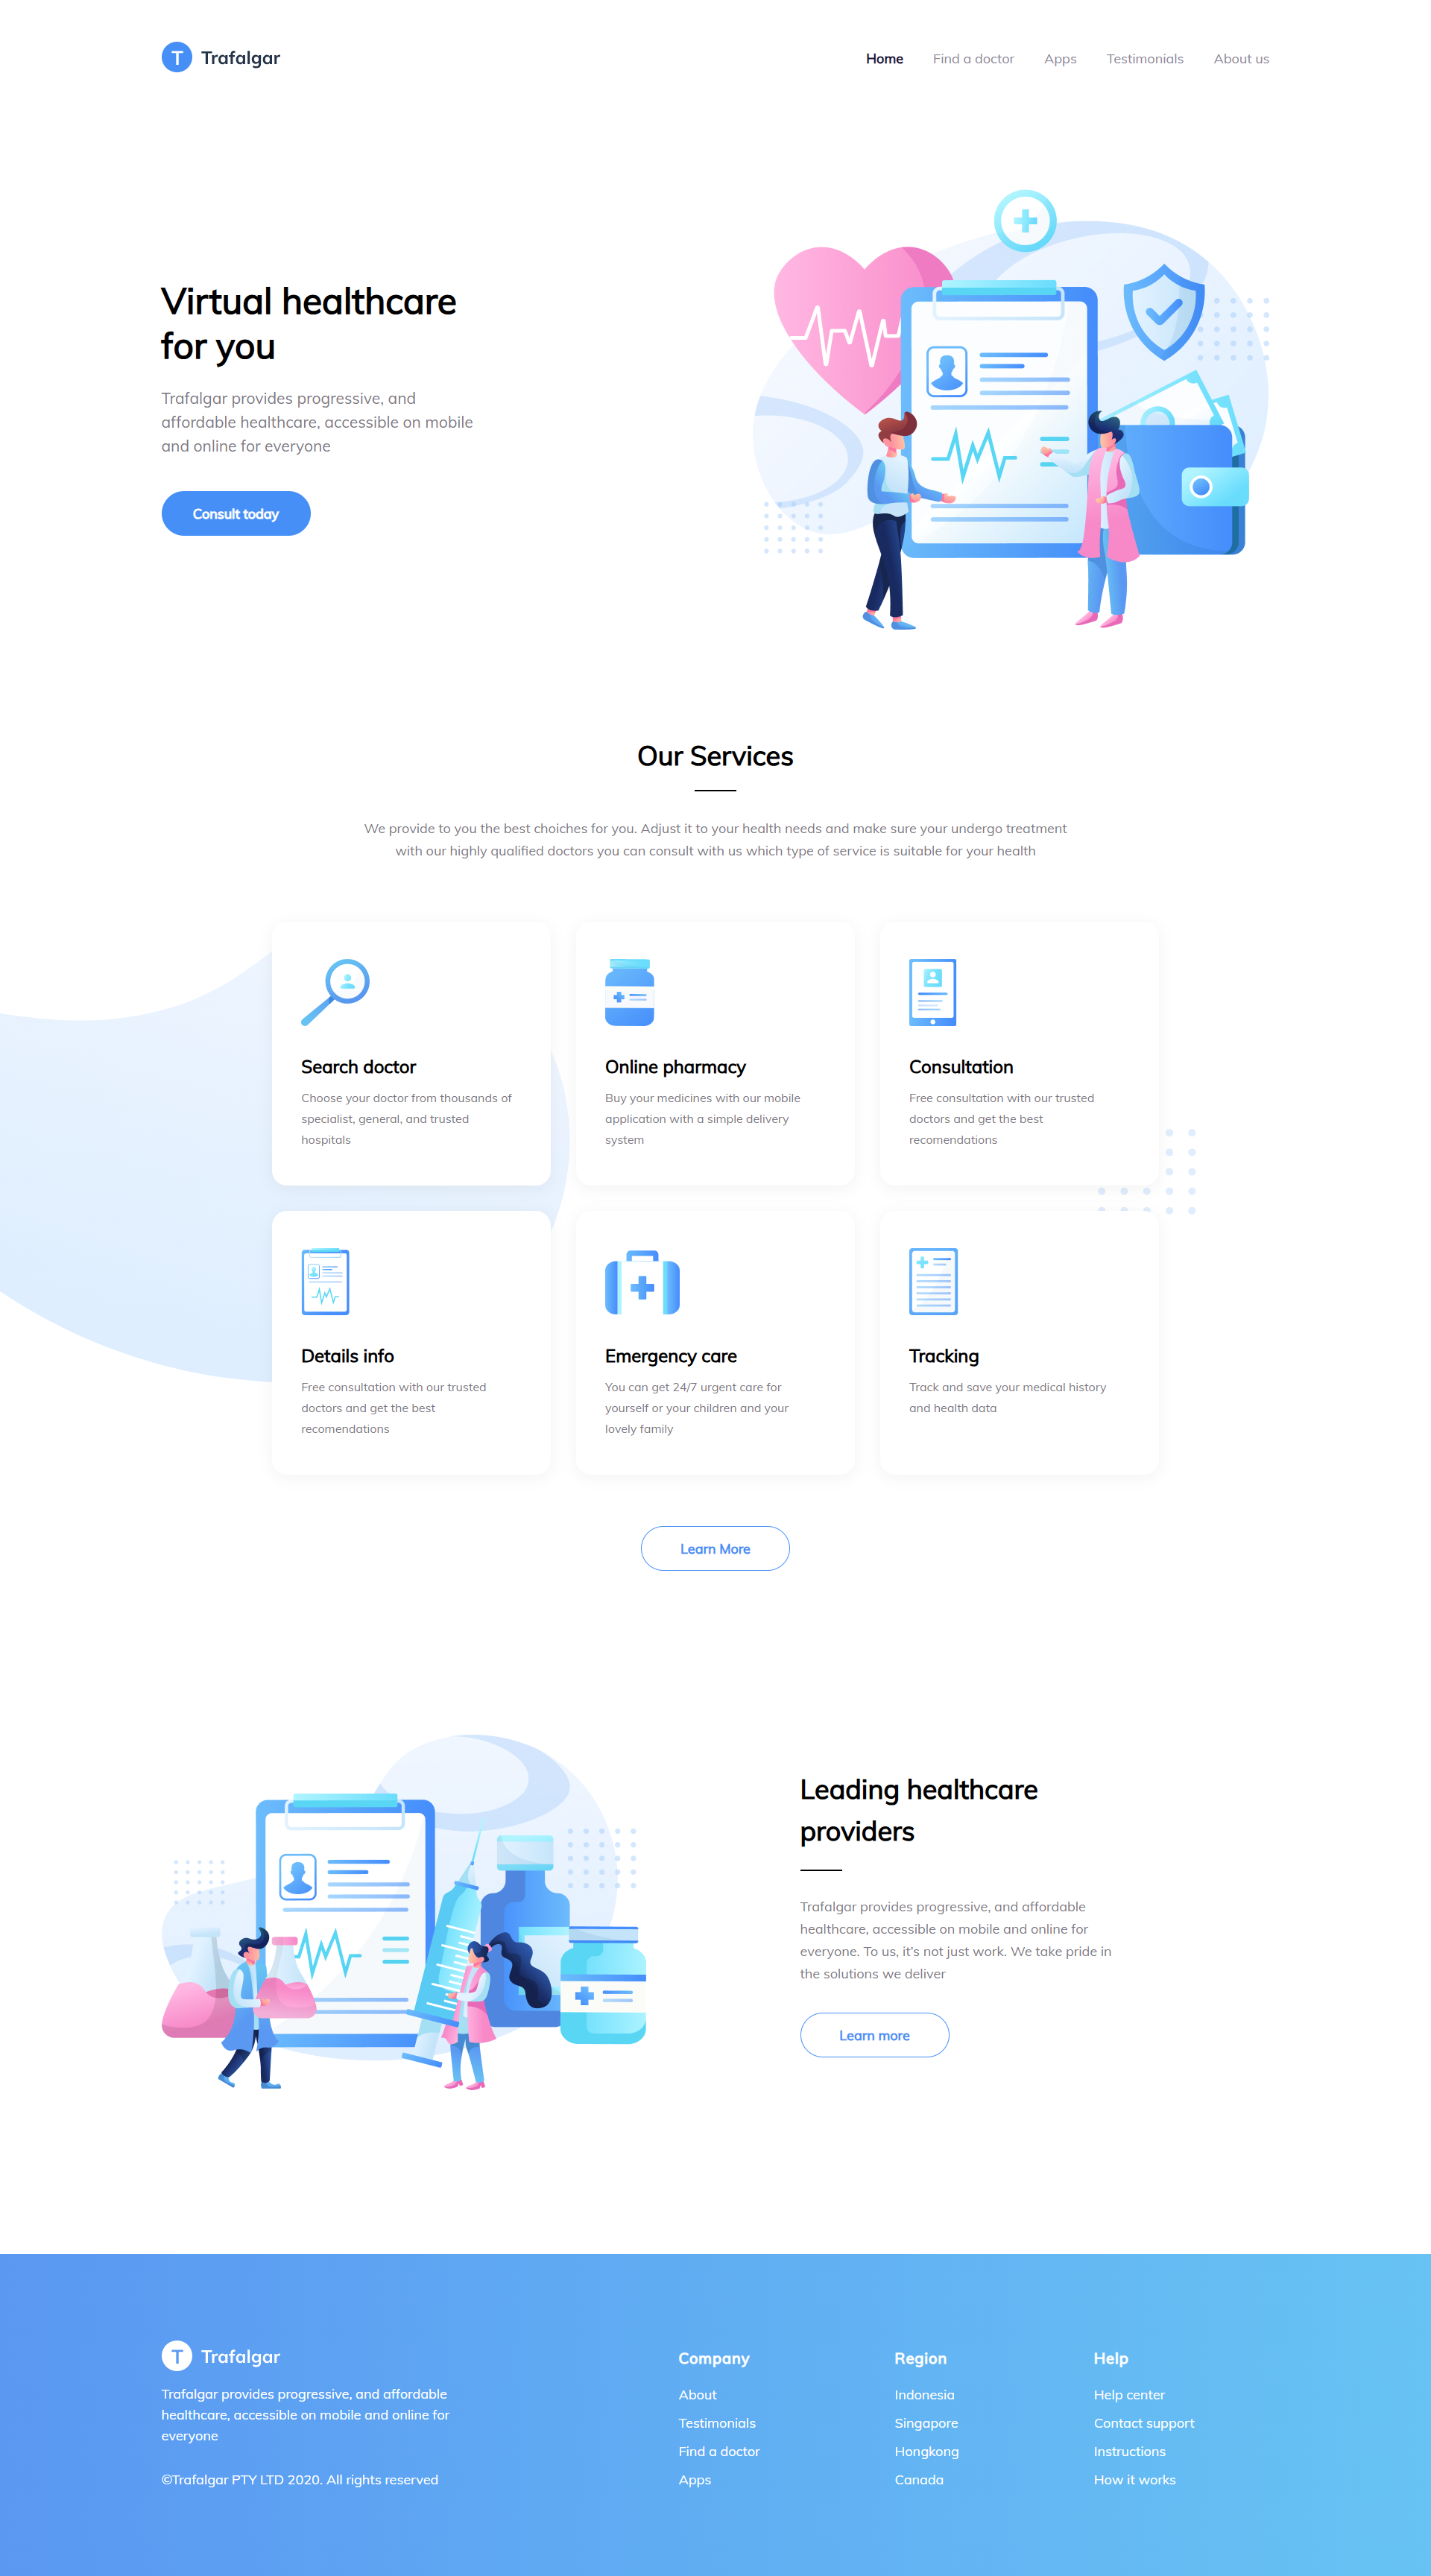 T Trafalgar
Home Find a doctor Apps Testimonials About us
Virtual healthcare
for you
Trafalgar provides progressive, and
affordable healthcare, accessible on mobile
and online for everyone
Consult today
Our Services
We provide to you the best choiches for you. Adjust it to your health needs and make sure your undergo treatment
with our highly qualified doctors you can consult with us which type of service is suitable for your health
Search doctor
Choose your doctor from thousands of
specialist, general, and trusted
hospitals
Online pharmacy
Buy your medicines with our mobile
application with a simple delivery
system
Consultation
Free consultation with our trusted
doctors and get the best
recomendations
Details info
Free consultation with our trusted
doctors and get the best
recomendations
Emergency care
You can get 24/7 urgent care for
yourself or your children and your
lovely family
Tracking
Track and save your medical history
and health data
Learn More
Leading healthcare
providers
Trafalgar provides progressive, and affordable
healthcare, accessible on mobile and online for
everyone. To us, it's not just work. We take pride in
the solutions we deliver
Learn more
T Trafalgar
Trafalgar provides progressive, and affordable
healthcare, accessible on mobile and online for
everyone
©Trafalgar PTY LTD 2020. All rights reserved
Company
About
Testimonials
Find a doctor
Apps
Region
Indonesia
Singapore
Hongkong
Canada
Help
Help center
Contact support
Instructions
How it works